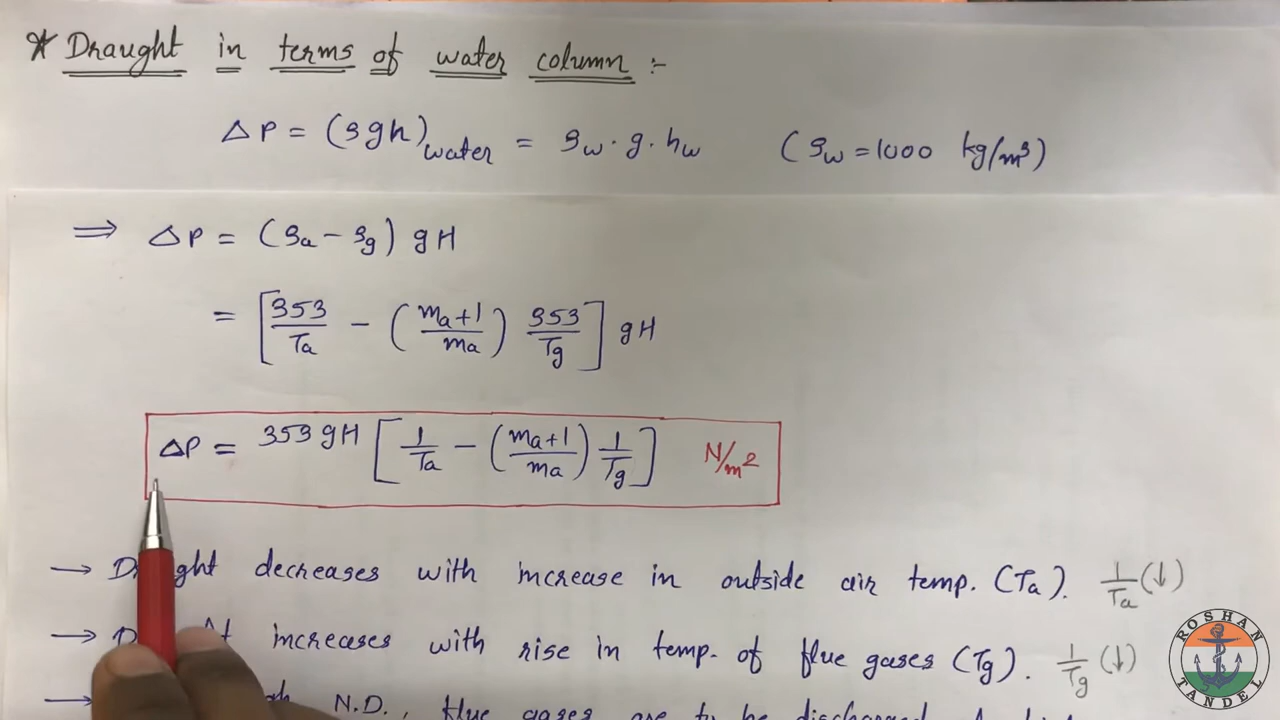 * Draught in terms of water column :-
ΔP = (ρgh)water = ρw · g · hw (ρw = 1000 kg/m³)
⇒ ΔP = (ρa − ρg) gH
= [353/Ta − (ma+1/ma) 353/Tg] gH
ΔP = 353 gH [1/Ta − (ma+1/ma) 1/Tg] N/m²
→ Draught decreases with increase in outside air temp. (Ta). 1/Ta (↓)
→ increases with rise in temp. of flue gases (Tg). 1/Tg (↓)
→ N.D., flue gases are to be discharged
ROSHAN
TANDEL